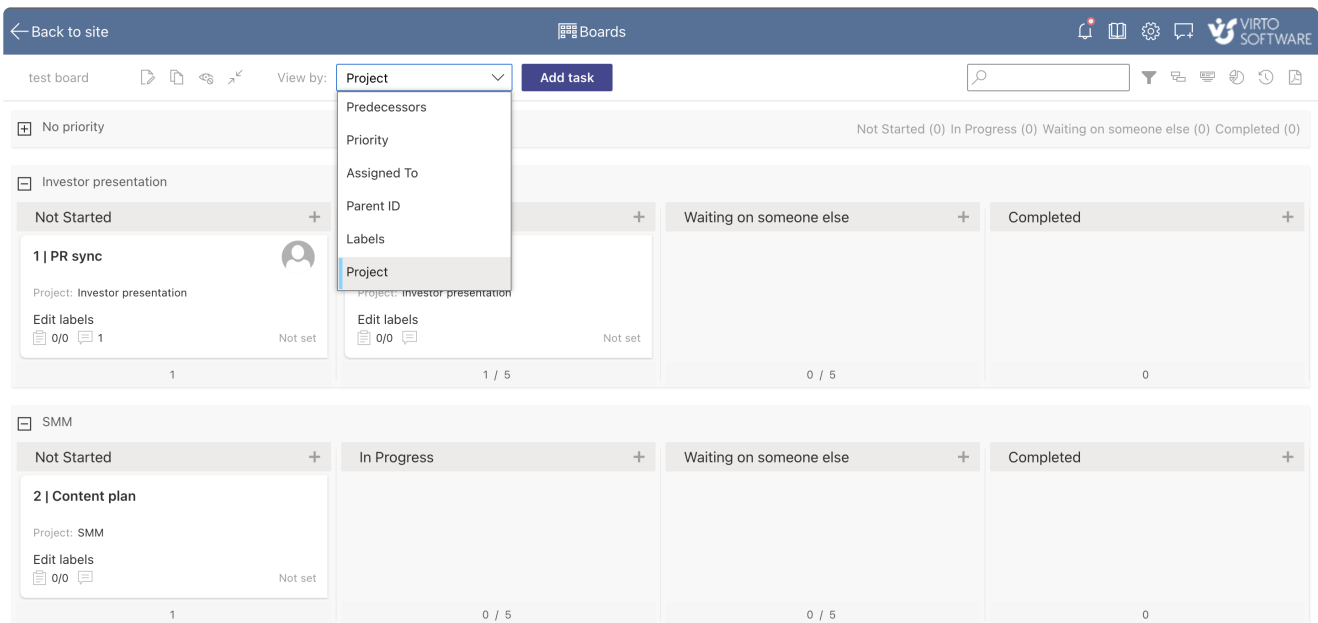 Back to site
Boards
VIRTO
SOFTWARE
test board
View by:
Project
Add task
Predecessors
Priority
Assigned To
Parent ID
Labels
Project
No priority
Not Started (0) In Progress (0) Waiting on someone else (0) Completed (0)
Investor presentation
Not Started
Waiting on someone else
Completed
1 | PR sync
Project: Investor presentation
Project: Investor presentation
Edit labels
Edit labels
0/0 1 Not set
0/0 Not set
1
1 / 5
0 / 5
0
SMM
Not Started
In Progress
Waiting on someone else
Completed
2 | Content plan
Project: SMM
Edit labels
0/0 Not set
1
0 / 5
0 / 5
0